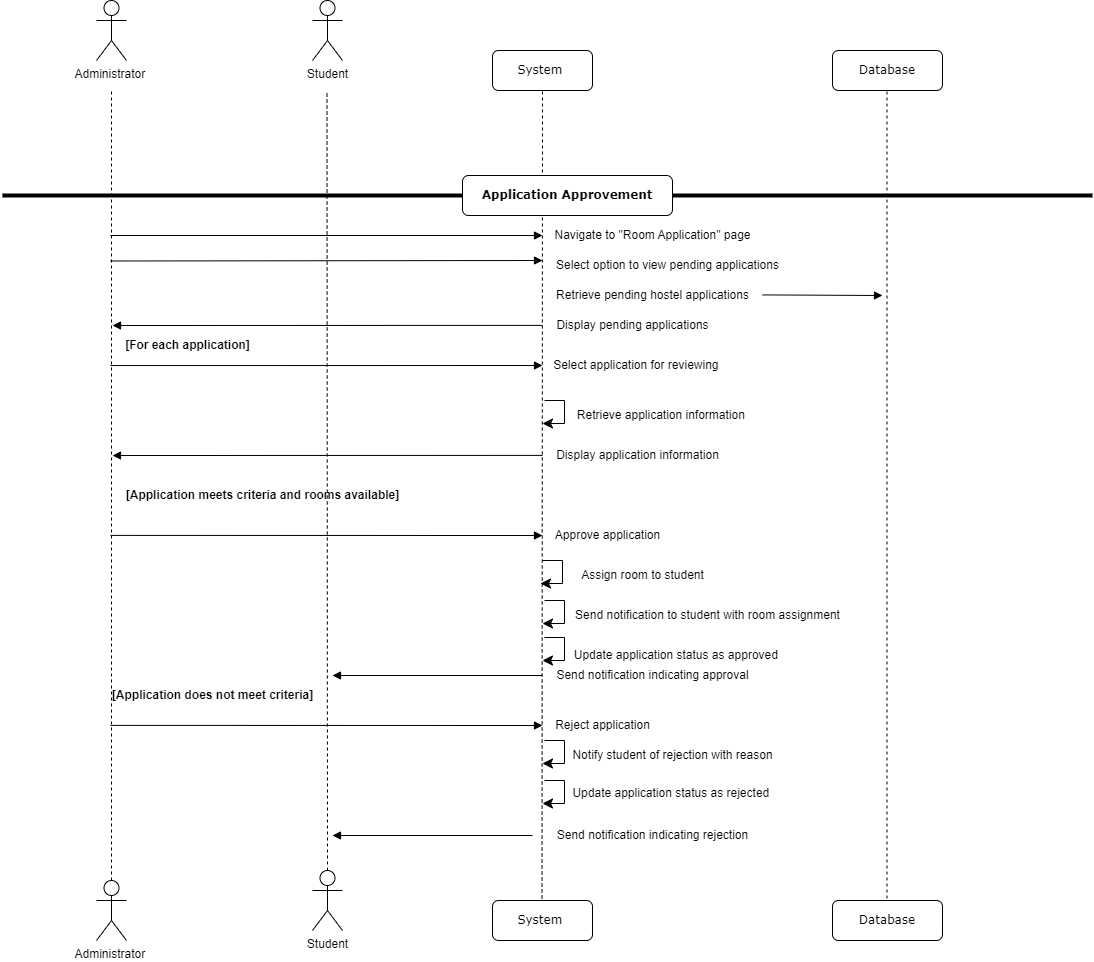 Administrator
Student
System
Database
Application Approvement
Navigate to "Room Application" page
Select option to view pending applications
Retrieve pending hostel applications
Display pending applications
[For each application]
Select application for reviewing
Retrieve application information
Display application information
[Application meets criteria and rooms available]
Approve application
Assign room to student
Send notification to student with room assignment
Update application status as approved
Send notification indicating approval
[Application does not meet criteria]
Reject application
Notify student of rejection with reason
Update application status as rejected
Send notification indicating rejection
Administrator
Student
System
Database